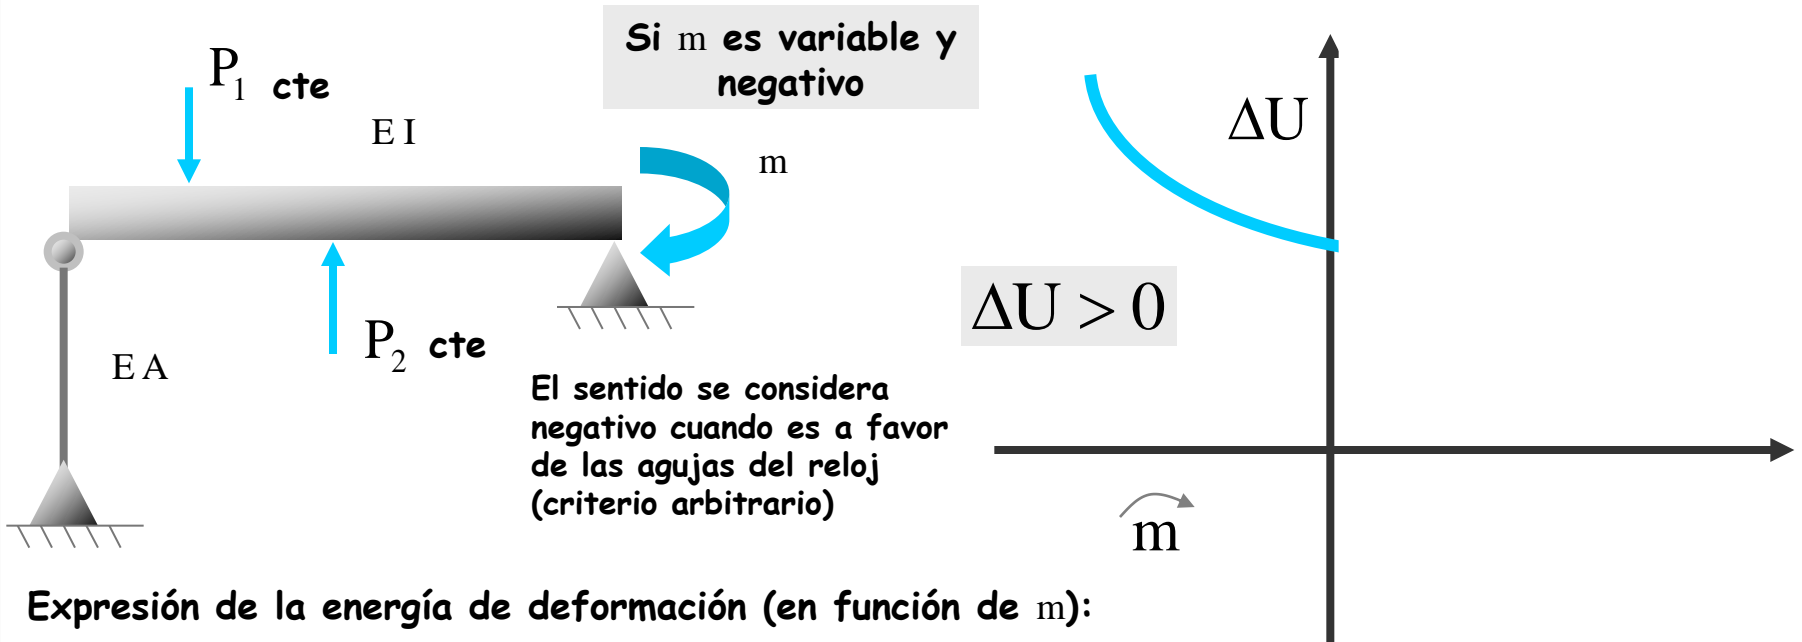 Si m es variable y
negativo
P1 cte
E I
m
ΔU
ΔU > 0
P2 cte
E A
El sentido se considera
negativo cuando es a favor
de las agujas del reloj
(criterio arbitrario)
m
Expresión de la energía de deformación (en función de m):